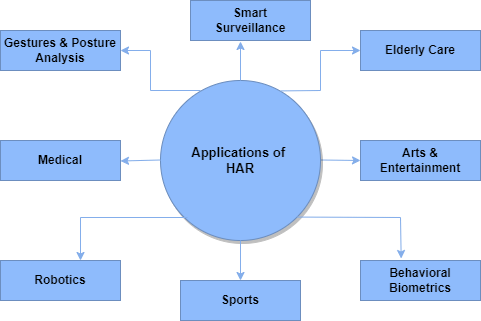 Smart
Surveillance
Gestures & Posture
Analysis
Elderly Care
Medical
Applications of
HAR
Arts &
Entertainment
Robotics
Sports
Behavioral
Biometrics